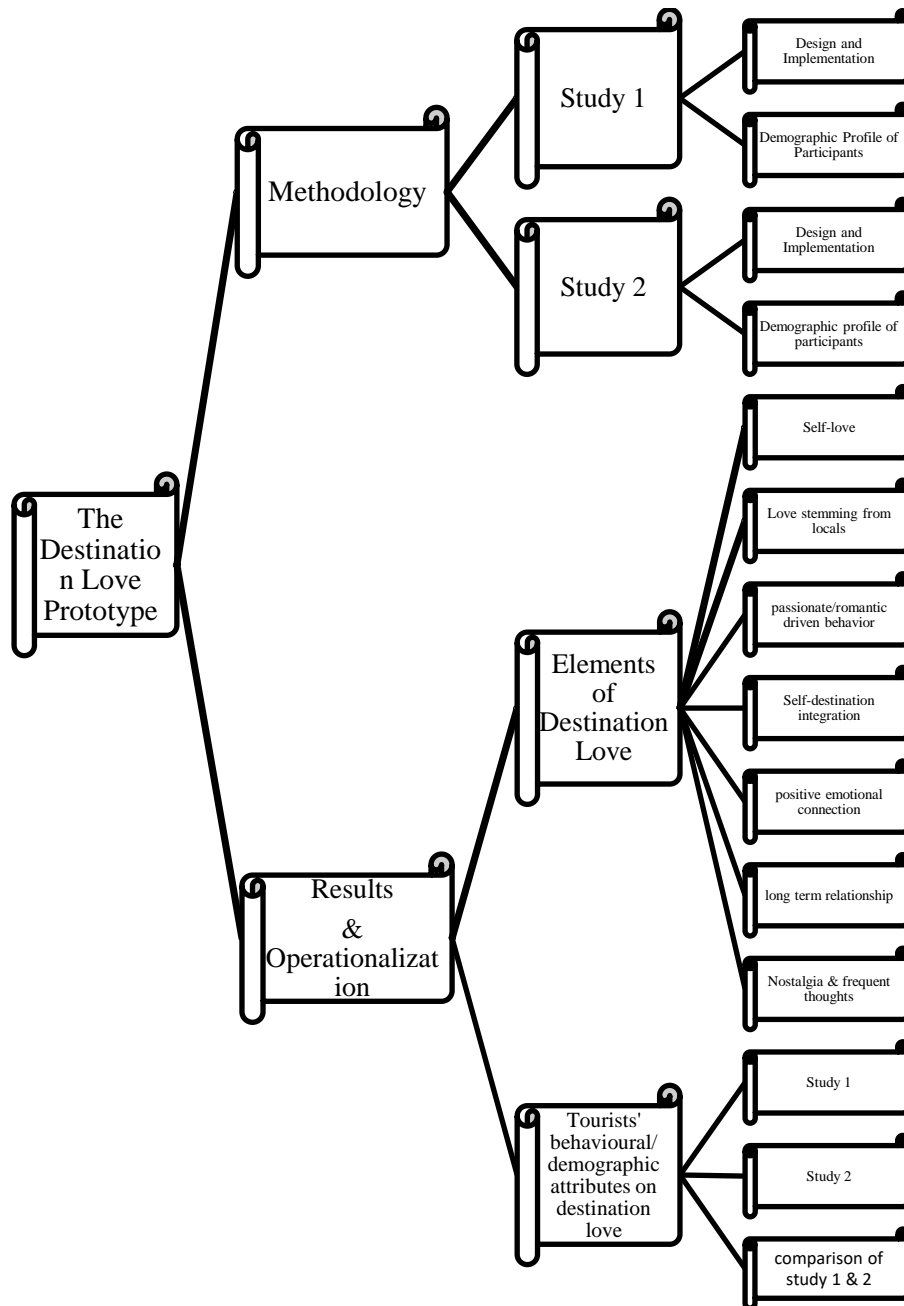 The
Destinatio
n Love
Prototype
Methodology
Study 1
Design and
Implementation
Demographic Profile of
Participants
Study 2
Design and
Implementation
Demographic profile of
participants
Results
&
Operationalizat
ion
Elements
of
Destination
Love
Self-love
Love stemming from
locals
passionate/romantic
driven behavior
Self-destination
integration
positive emotional
connection
long term relationship
Nostalgia & frequent
thoughts
Tourists'
behavioural/
demographic
attributes on
destination
love
Study 1
Study 2
comparison of
study 1 & 2